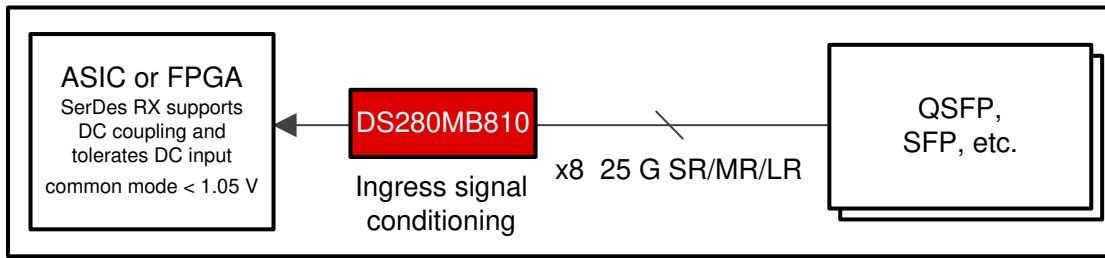 ASIC or FPGA
SerDes RX supports
DC coupling and
tolerates DC input
common mode < 1.05 V
DS280MB810
Ingress signal
conditioning
x8 25 G SR/MR/LR
QSFP,
SFP, etc.